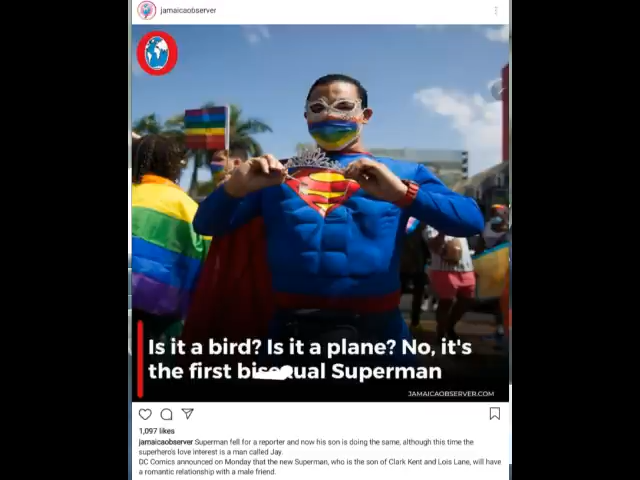 jamaicaobserver
Is it a bird? Is it a plane? No, it's
the first bisexual Superman
JAMAICAOBSERVER.COM
1,097 likes
jamaicaobserver Superman fell for a reporter and now his son is doing the same, although this time the
superhero's love interest is a man called Jay.
DC Comics announced on Monday that the new Superman, who is the son of Clark Kent and Lois Lane, will have
a romantic relationship with a male friend.